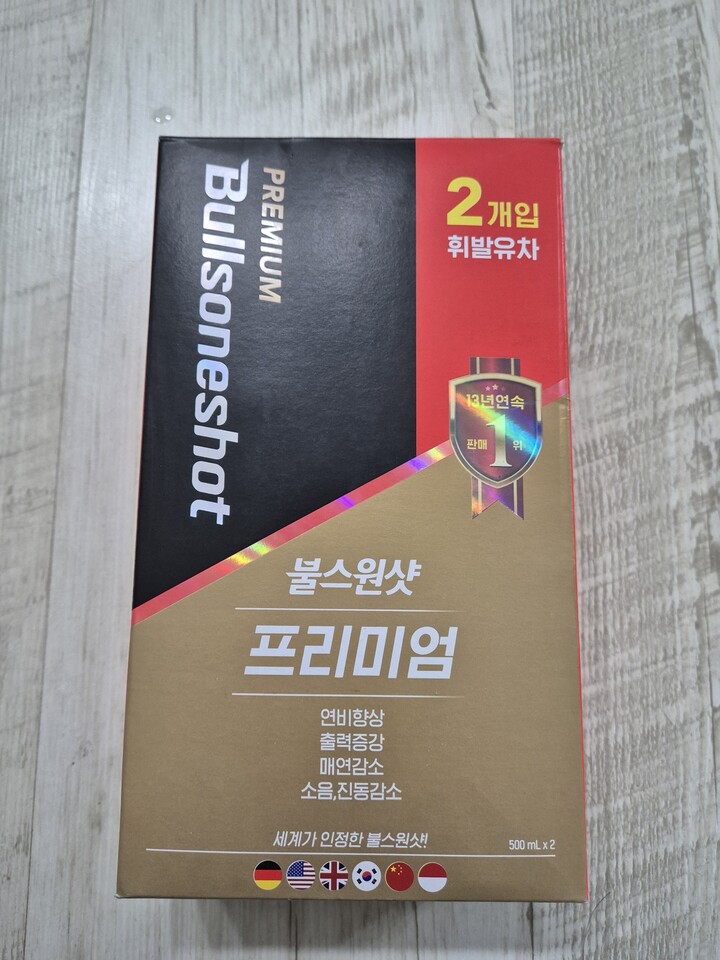 PREMIUM
Bullsoneshot
2개입
휘발유차
13년연속
판매 1 위
불스원샷
프리미엄
연비향상
출력증강
매연감소
소음,진동감소
세계가 인정한 불스원샷!
500 mL x 2